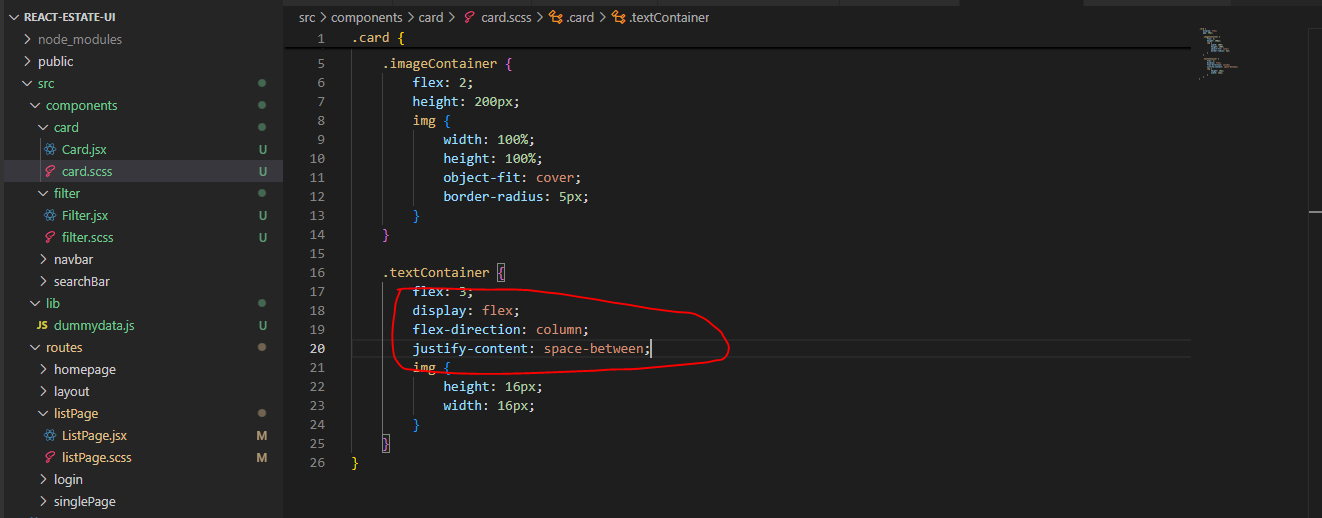 REACT-ESTATE-UI
node_modules
public
src
components
card
Card.jsx U
card.scss U
filter
Filter.jsx U
filter.scss U
navbar
searchBar
lib
JS dummydata.js U
routes
homepage
layout
listPage
ListPage.jsx M
listPage.scss M
login
singlePage
src > components > card > card.scss > .card > .textContainer
1 .card {
5 .imageContainer {
6 flex: 2;
7 height: 200px;
8 img {
9 width: 100%;
10 height: 100%;
11 object-fit: cover;
12 border-radius: 5px;
13 }
14 }
15
16 .textContainer {
17 flex: 3;
18 display: flex;
19 flex-direction: column;
20 justify-content: space-between;
21 img {
22 height: 16px;
23 width: 16px;
24 }
25 }
26 }